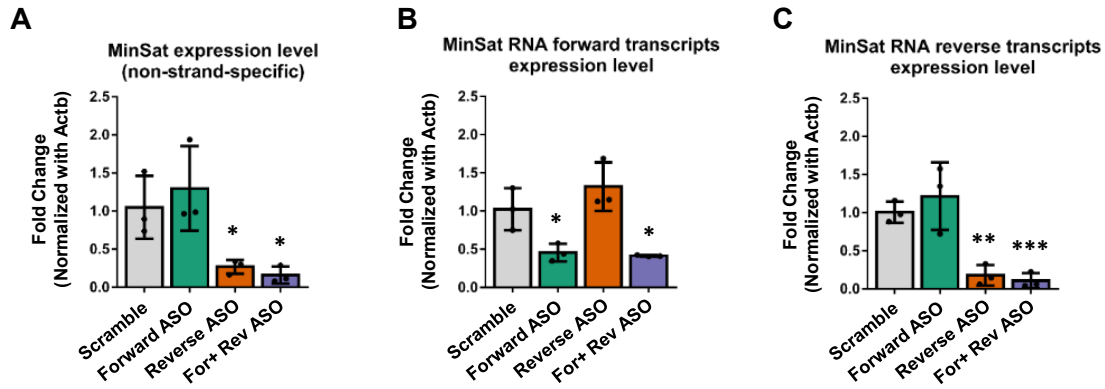 A
MinSat expression level
(non-strand-specific)
Fold Change
(Normalized with Actb)
2.5
2.0
1.5
1.0
0.5
0.0
*
*
Scramble
Forward ASO
Reverse ASO
For+ Rev ASO
B
MinSat RNA forward transcripts
expression level
Fold Change
(Normalized with Actb)
2.5
2.0
1.5
1.0
0.5
0.0
*
*
Scramble
Forward ASO
Reverse ASO
For+ Rev ASO
C
MinSat RNA reverse transcripts
expression level
Fold Change
(Normalized with Actb)
2.5
2.0
1.5
1.0
0.5
0.0
**
***
Scramble
Forward ASO
Reverse ASO
For+ Rev ASO